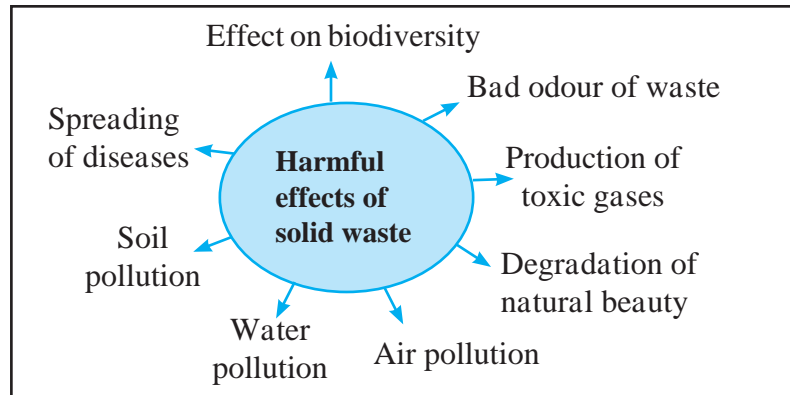 Effect on biodiversity
Bad odour of waste
Spreading
of diseases
Production of
toxic gases
Harmful
effects of
solid waste
Soil
pollution
Degradation of
natural beauty
Water
pollution
Air pollution